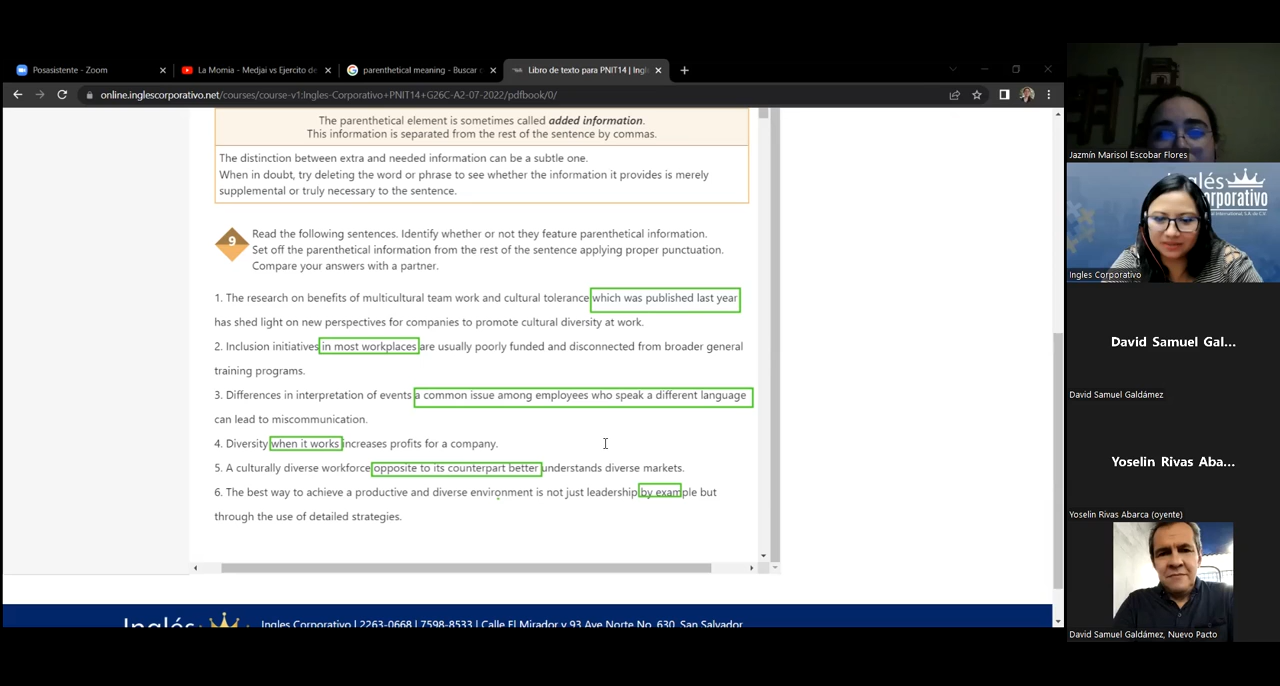 Posasistente - Zoom
La Momia - Medjai vs Ejercito de
parenthetical meaning - Buscar c
Libro de texto para PNIT14 | Ingl
online.inglescorporativo.net/courses/course-v1:Ingles-Corporativo+PNIT14+G26C-A2-07-2022/pdfbook/0/
The parenthetical element is sometimes called added information.
This information is separated from the rest of the sentence by commas.
The distinction between extra and needed information can be a subtle one.
When in doubt, try deleting the word or phrase to see whether the information it provides is merely
supplemental or truly necessary to the sentence.
9
Read the following sentences. Identify whether or not they feature parenthetical information.
Set off the parenthetical information from the rest of the sentence applying proper punctuation.
Compare your answers with a partner.
1. The research on benefits of multicultural team work and cultural tolerance which was published last year
has shed light on new perspectives for companies to promote cultural diversity at work.
2. Inclusion initiatives in most workplaces are usually poorly funded and disconnected from broader general
training programs.
3. Differences in interpretation of events a common issue among employees who speak a different language
can lead to miscommunication.
4. Diversity when it works increases profits for a company.
5. A culturally diverse workforce opposite to its counterpart better understands diverse markets.
6. The best way to achieve a productive and diverse environment is not just leadership by example but
through the use of detailed strategies.
Inglés
Ingles Corporativo | 2263-0668 | 7598-8533 | Calle El Mirador y 93 Ave Norte No. 630, San Salvador
Jazmín Marisol Escobar Flores
inglés
corporativo
Ingles Corporativo
David Samuel Gal...
David Samuel Galdámez
Yoselin Rivas Aba...
Yoselin Rivas Abarca (oyente)
David Samuel Galdámez, Nuevo Pacto